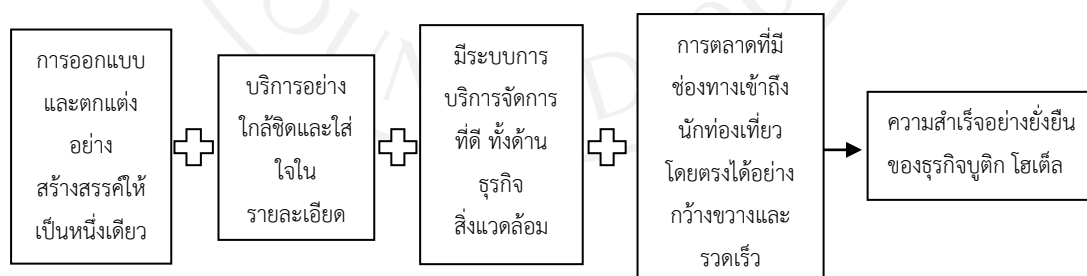 การออกแบบ
และตกแต่ง
อย่าง
สร้างสรรค์ให้
เป็นหนึ่งเดียว
บริการอย่าง
ใกล้ชิดและใส่
ใจใน
รายละเอียด
มีระบบการ
บริการจัดการ
ที่ดี ทั้งด้าน
ธุรกิจ
สิ่งแวดล้อม
การตลาดที่มี
ช่องทางเข้าถึง
นักท่องเที่ยว
โดยตรงได้อย่าง
กว้างขวางและ
รวดเร็ว
ความสำเร็จอย่างยั่งยืน
ของธุรกิจบูติก โฮเต็ล